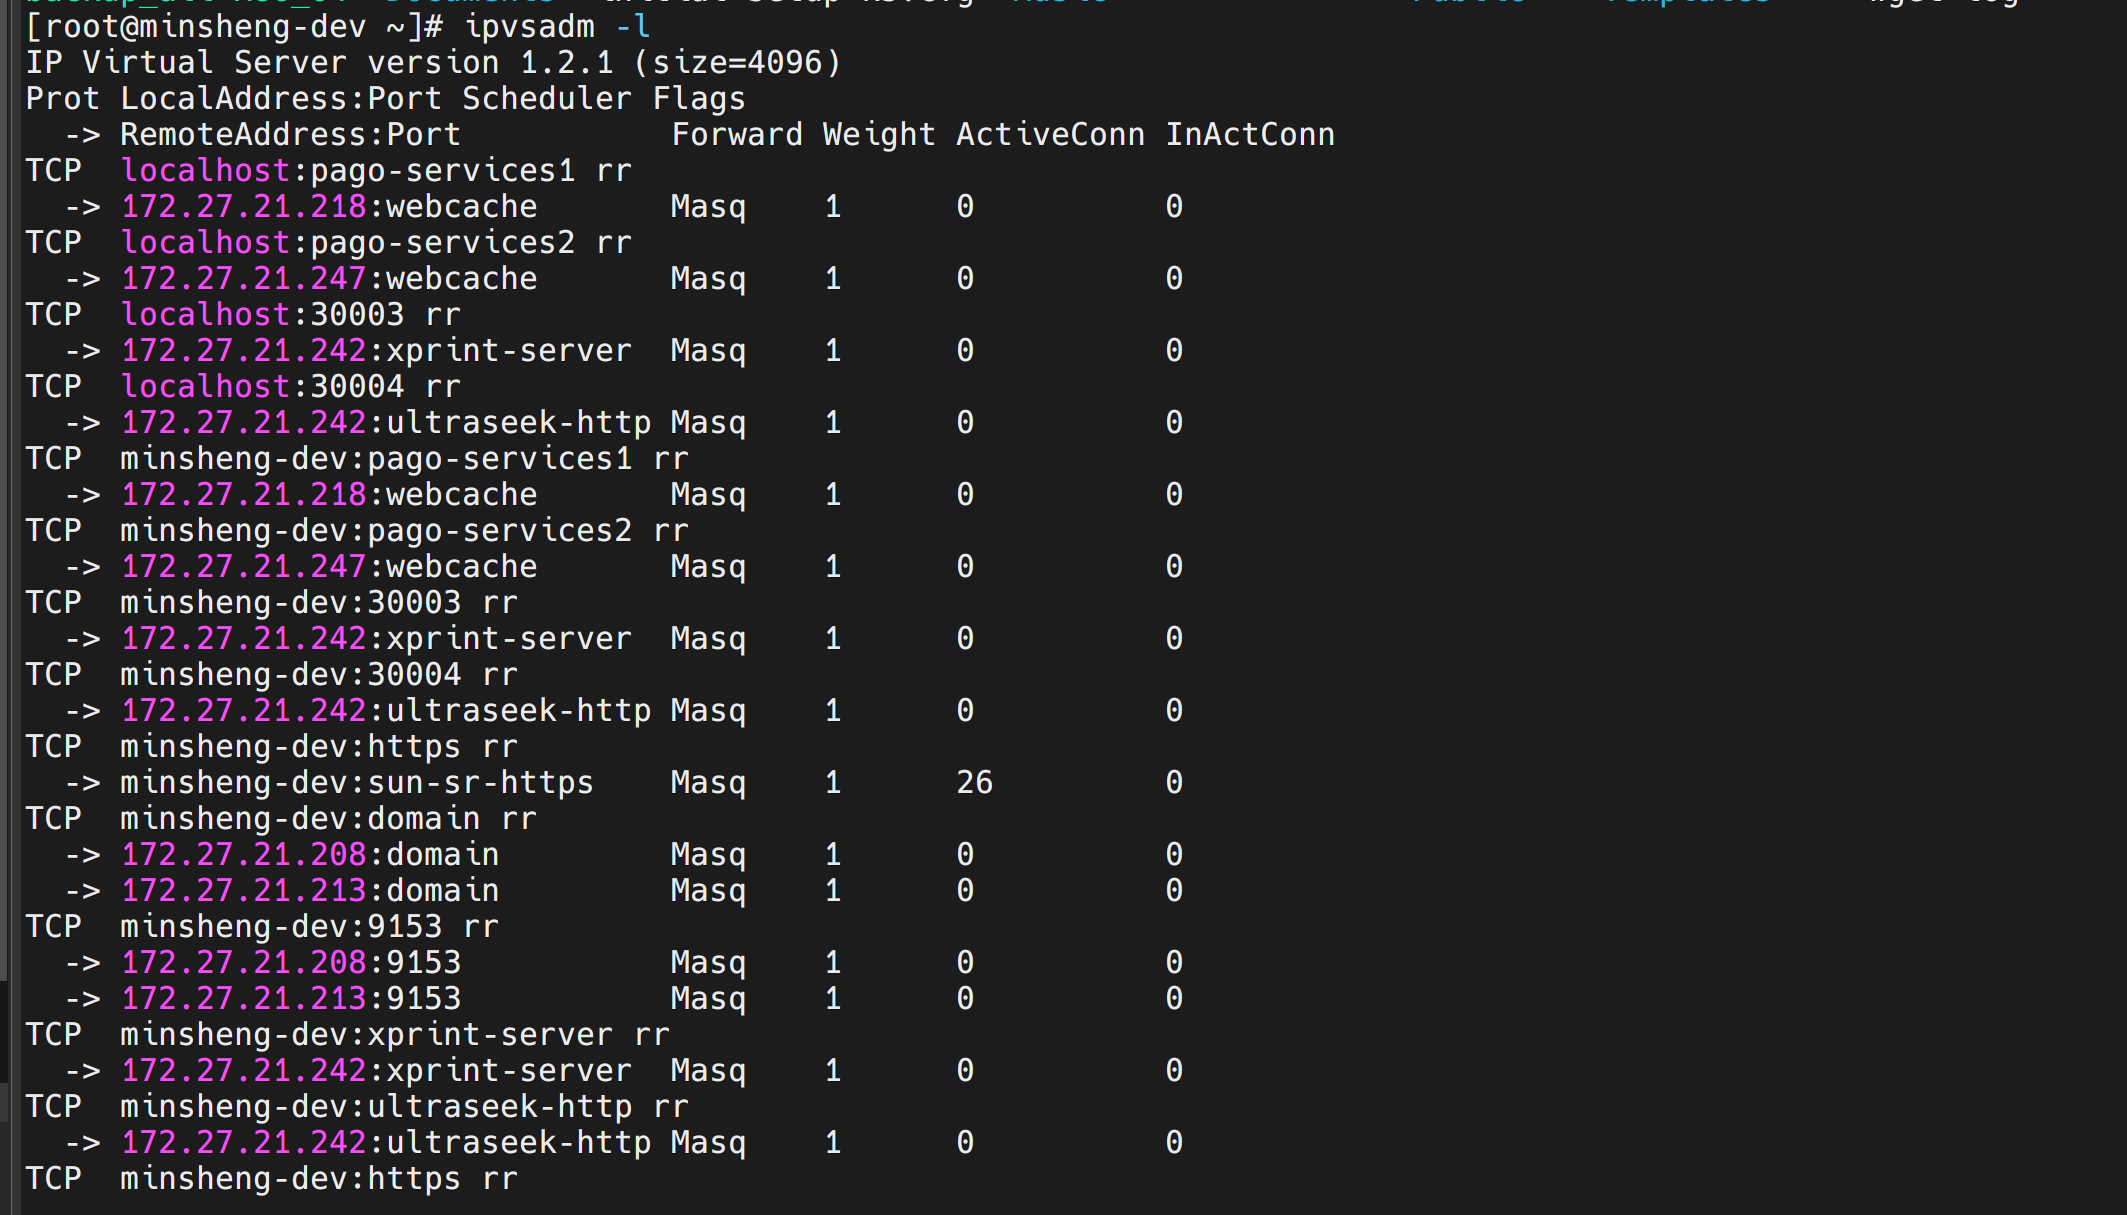 [root@minsheng-dev ~]# ipvsadm -l
IP Virtual Server version 1.2.1 (size=4096)
Prot LocalAddress:Port Scheduler Flags
  -> RemoteAddress:Port           Forward Weight ActiveConn InActConn
TCP  localhost:pago-services1 rr
  -> 172.27.21.218:webcache       Masq    1      0          0
TCP  localhost:pago-services2 rr
  -> 172.27.21.247:webcache       Masq    1      0          0
TCP  localhost:30003 rr
  -> 172.27.21.242:xprint-server  Masq    1      0          0
TCP  localhost:30004 rr
  -> 172.27.21.242:ultraseek-http Masq    1      0          0
TCP  minsheng-dev:pago-services1 rr
  -> 172.27.21.218:webcache       Masq    1      0          0
TCP  minsheng-dev:pago-services2 rr
  -> 172.27.21.247:webcache       Masq    1      0          0
TCP  minsheng-dev:30003 rr
  -> 172.27.21.242:xprint-server  Masq    1      0          0
TCP  minsheng-dev:30004 rr
  -> 172.27.21.242:ultraseek-http Masq    1      0          0
TCP  minsheng-dev:https rr
  -> minsheng-dev:sun-sr-https    Masq    1      26         0
TCP  minsheng-dev:domain rr
  -> 172.27.21.208:domain         Masq    1      0          0
  -> 172.27.21.213:domain         Masq    1      0          0
TCP  minsheng-dev:9153 rr
  -> 172.27.21.208:9153           Masq    1      0          0
  -> 172.27.21.213:9153           Masq    1      0          0
TCP  minsheng-dev:xprint-server rr
  -> 172.27.21.242:xprint-server  Masq    1      0          0
TCP  minsheng-dev:ultraseek-http rr
  -> 172.27.21.242:ultraseek-http Masq    1      0          0
TCP  minsheng-dev:https rr